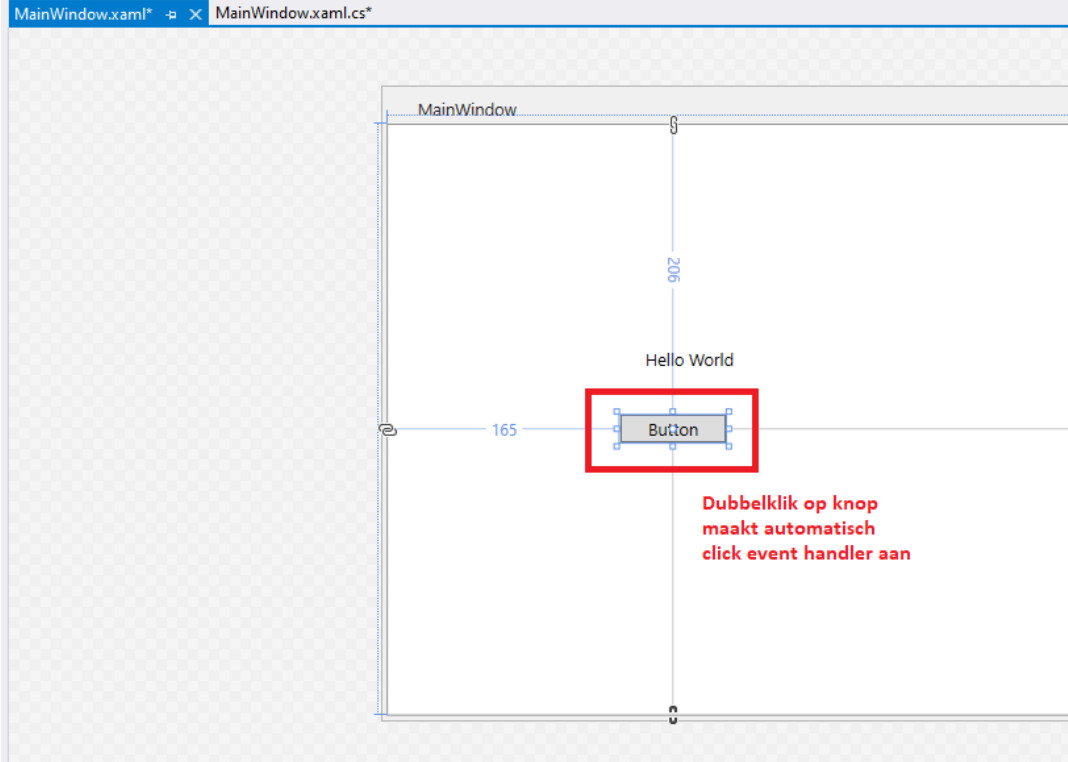 MainWindow.xaml* MainWindow.xaml.cs*
MainWindow
206
Hello World
165
Button
Dubbelklik op knop
maakt automatisch
click event handler aan